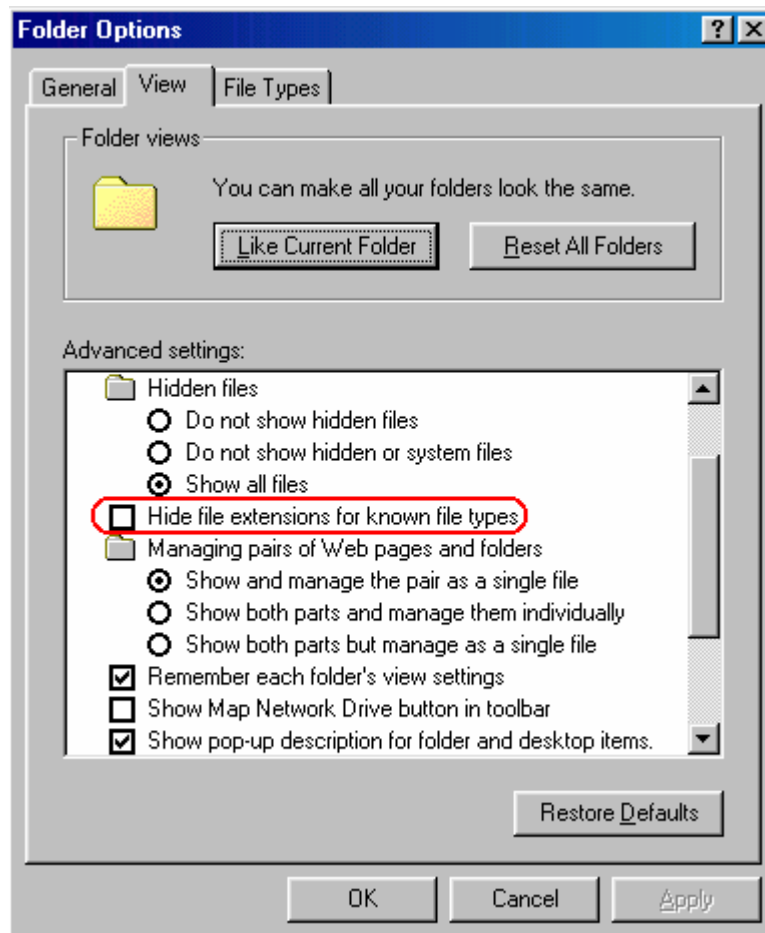 Folder Options
General View File Types
Folder views
You can make all your folders look the same.
Like Current Folder Reset All Folders
Advanced settings:
Hidden files
Do not show hidden files
Do not show hidden or system files
Show all files
Hide file extensions for known file types
Managing pairs of Web pages and folders
Show and manage the pair as a single file
Show both parts and manage them individually
Show both parts but manage as a single file
Remember each folder's view settings
Show Map Network Drive button in toolbar
Show pop-up description for folder and desktop items.
Restore Defaults
OK Cancel Apply